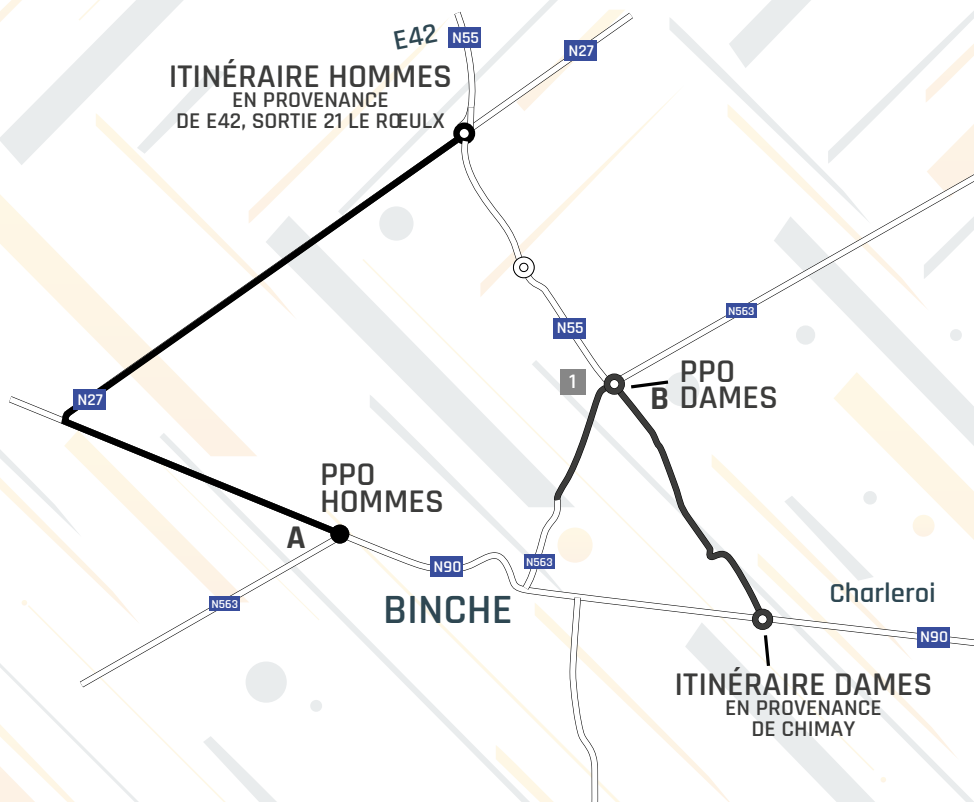 E42
N55
N27
ITINÉRAIRE HOMMES
EN PROVENANCE
DE E42, SORTIE 21 LE RŒULX
N563
N55
1
PPO
B DAMES
N27
PPO
HOMMES
A
N90
N563
N563
BINCHE
Charleroi
N90
ITINÉRAIRE DAMES
EN PROVENANCE
DE CHIMAY